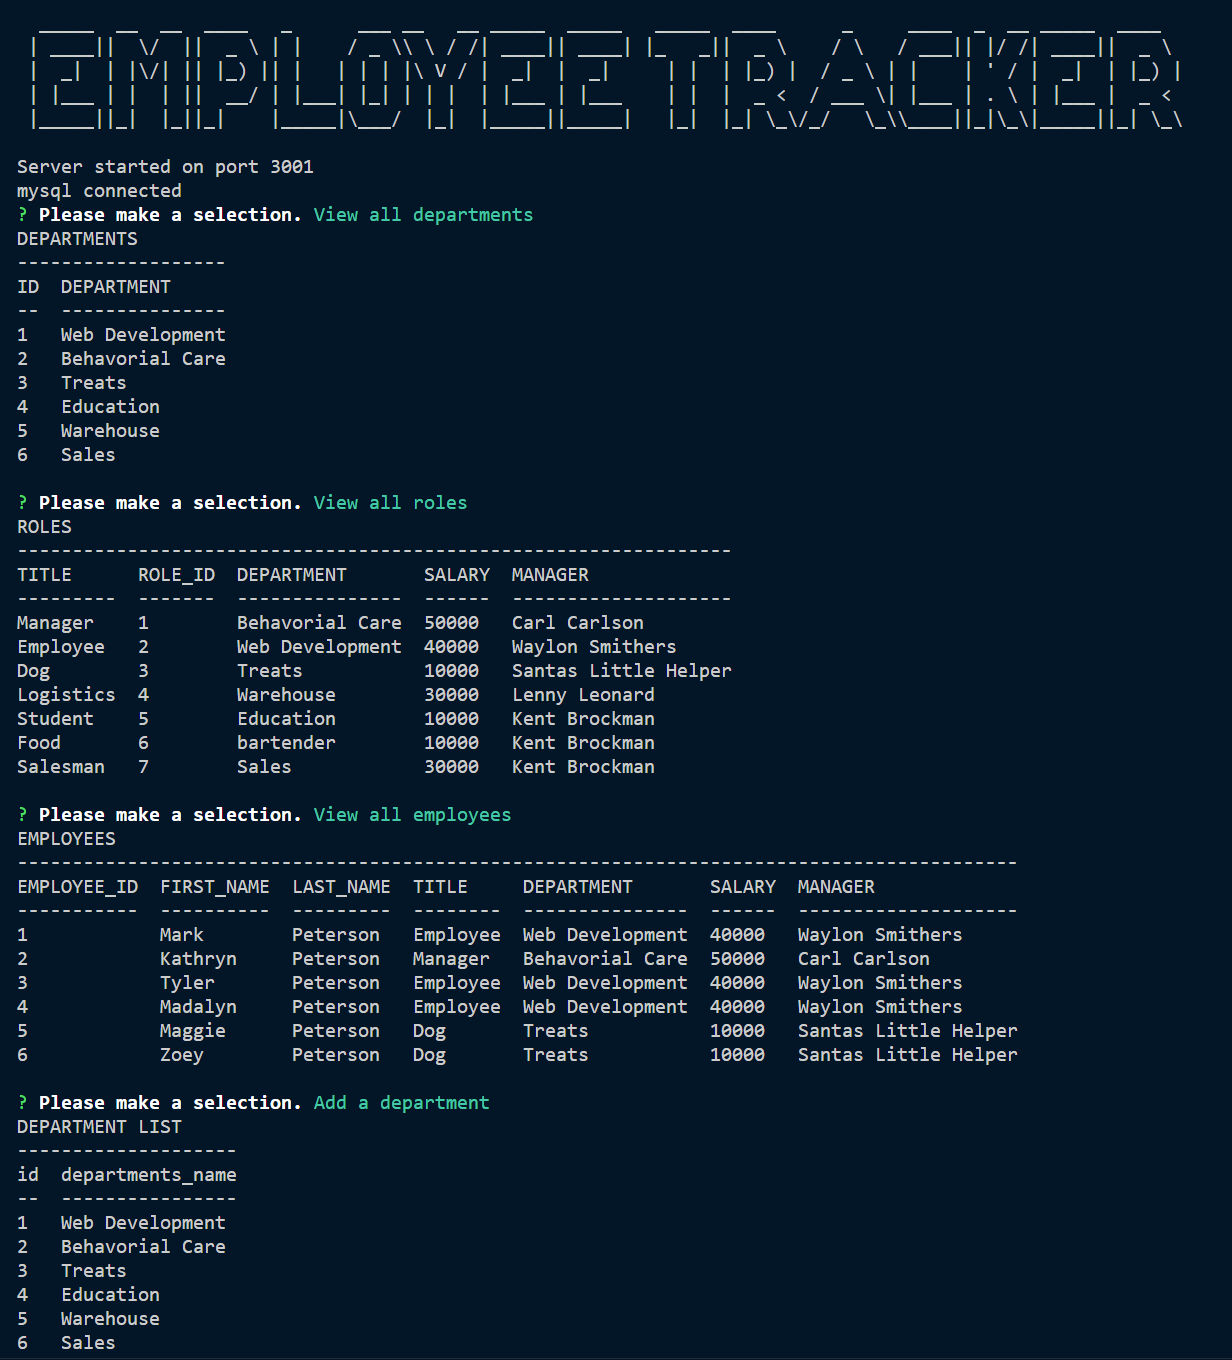 EMPLOYEE TRACKER
Server started on port 3001
mysql connected
? Please make a selection. View all departments
DEPARTMENTS
-------------------
ID  DEPARTMENT
--  ---------------
1   Web Development
2   Behavorial Care
3   Treats
4   Education
5   Warehouse
6   Sales
? Please make a selection. View all roles
ROLES
-----------------------------------------------------------------
TITLE      ROLE_ID  DEPARTMENT       SALARY  MANAGER
---------  -------  ---------------  ------  --------------------
Manager    1        Behavorial Care  50000   Carl Carlson
Employee   2        Web Development  40000   Waylon Smithers
Dog        3        Treats           10000   Santas Little Helper
Logistics  4        Warehouse        30000   Lenny Leonard
Student    5        Education        10000   Kent Brockman
Food       6        bartender        10000   Kent Brockman
Salesman   7        Sales            30000   Kent Brockman
? Please make a selection. View all employees
EMPLOYEES
-------------------------------------------------------------------------------------------
EMPLOYEE_ID  FIRST_NAME  LAST_NAME  TITLE     DEPARTMENT       SALARY  MANAGER
-----------  ----------  ---------  --------  ---------------  ------  --------------------
1            Mark        Peterson   Employee  Web Development  40000   Waylon Smithers
2            Kathryn     Peterson   Manager   Behavorial Care  50000   Carl Carlson
3            Tyler       Peterson   Employee  Web Development  40000   Waylon Smithers
4            Madalyn     Peterson   Employee  Web Development  40000   Waylon Smithers
5            Maggie      Peterson   Dog       Treats           10000   Santas Little Helper
6            Zoey        Peterson   Dog       Treats           10000   Santas Little Helper
? Please make a selection. Add a department
DEPARTMENT LIST
--------------------
id  departments_name
--  ----------------
1   Web Development
2   Behavorial Care
3   Treats
4   Education
5   Warehouse
6   Sales